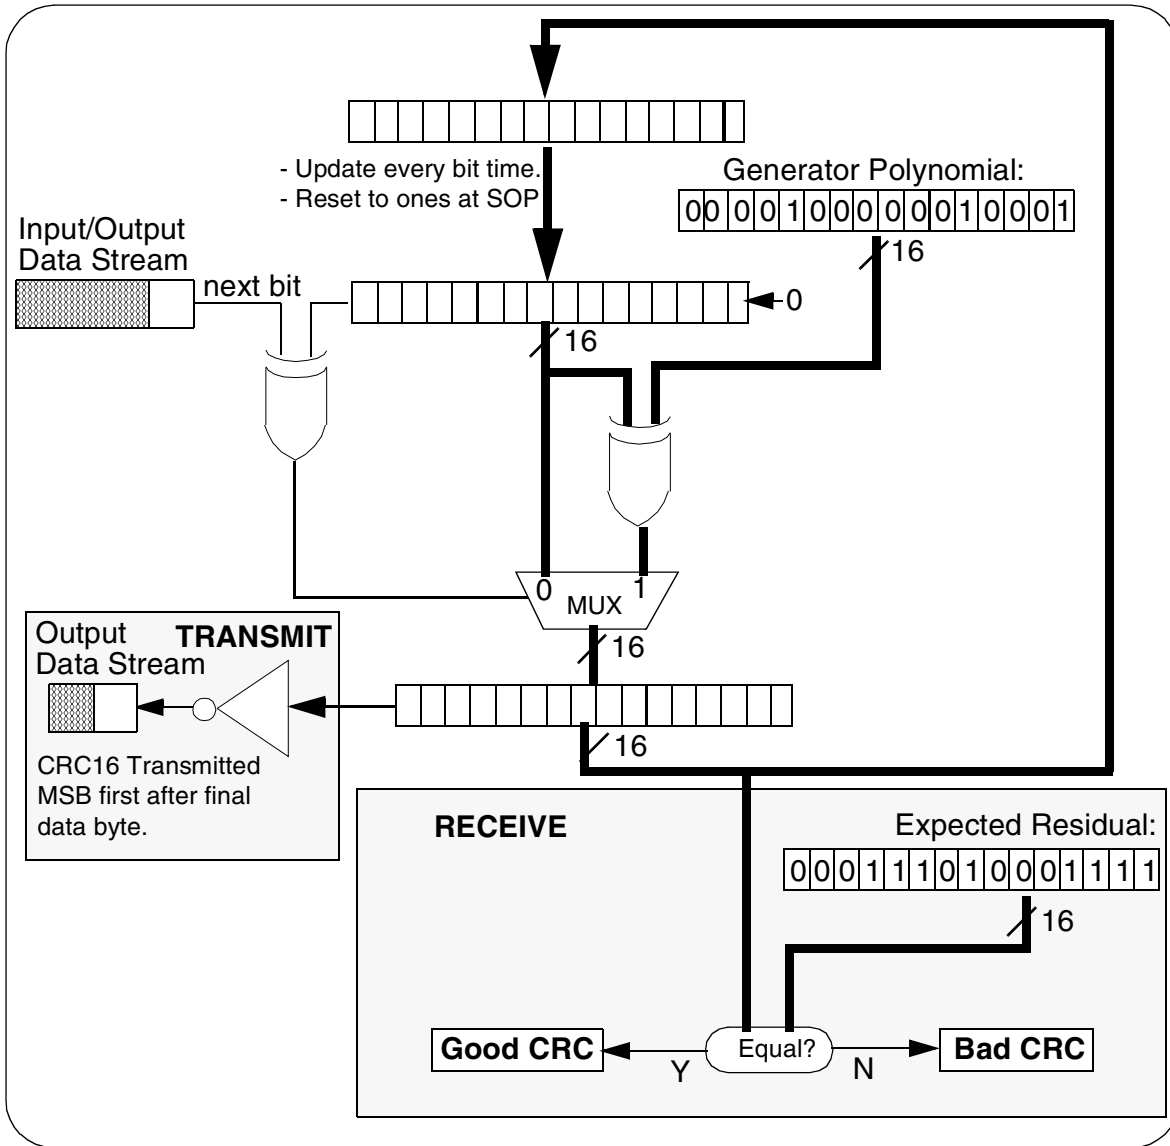 - Update every bit time.
- Reset to ones at SOP
Generator Polynomial:
0 0 0 0 1 0 0 0 0 0 0 1 0 0 0 1
16
Input/Output
Data Stream
next bit
0
16
0 1
MUX
16
Output
TRANSMIT
Data Stream
CRC16 Transmitted
MSB first after final
data byte.
16
RECEIVE
Expected Residual:
0 0 0 1 1 1 0 1 0 0 0 1 1 1 1
16
Good CRC
Y
Equal?
N
Bad CRC